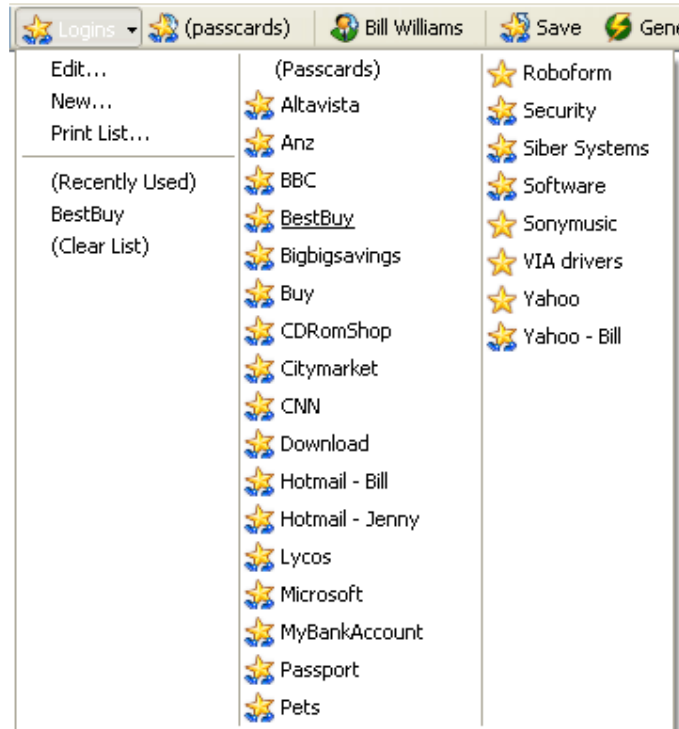 Logins (passcards) Bill Williams Save Gene
Edit...
New...
Print List...
(Recently Used)
BestBuy
(Clear List)
(Passcards)
Altavista
Anz
BBC
BestBuy
Bigbigsavings
Buy
CDRomShop
Citymarket
CNN
Download
Hotmail - Bill
Hotmail - Jenny
Lycos
Microsoft
MyBankAccount
Passport
Pets
Roboform
Security
Siber Systems
Software
Sonymusic
VIA drivers
Yahoo
Yahoo - Bill